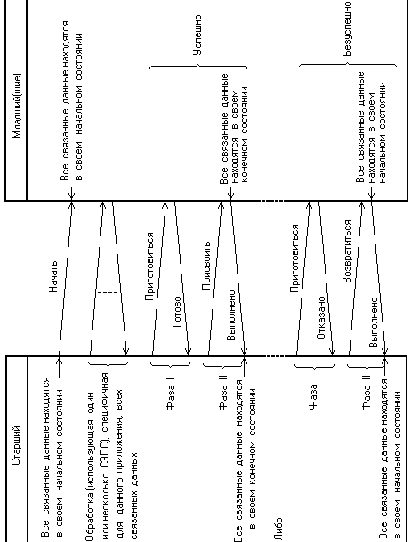 Старший
Младший(шие)
Все связанные данные находятся
в своем начальном состоянии
Начать
Все связанные данные находятся
в своем начальном состоянии
Обработка (использующая один
или несколько
специфичная
для данного приложения, всех
связанных данных
Фаза I
Приготовиться
Готово
Успешно
Фаза II
Присвоить
Выполнено
Все связанные данные
находятся в своем
конечном состоянии
Все связанные данные находятся
в своем конечном состоянии
Либо
Фаза
Приготовиться
Отказано
Безуспешно
Фаза II
Возвратиться
Выполнено
Все связанные данные
находятся в своем
начальном состоянии
Все связанные данные находятся
в своем начальном состоянии